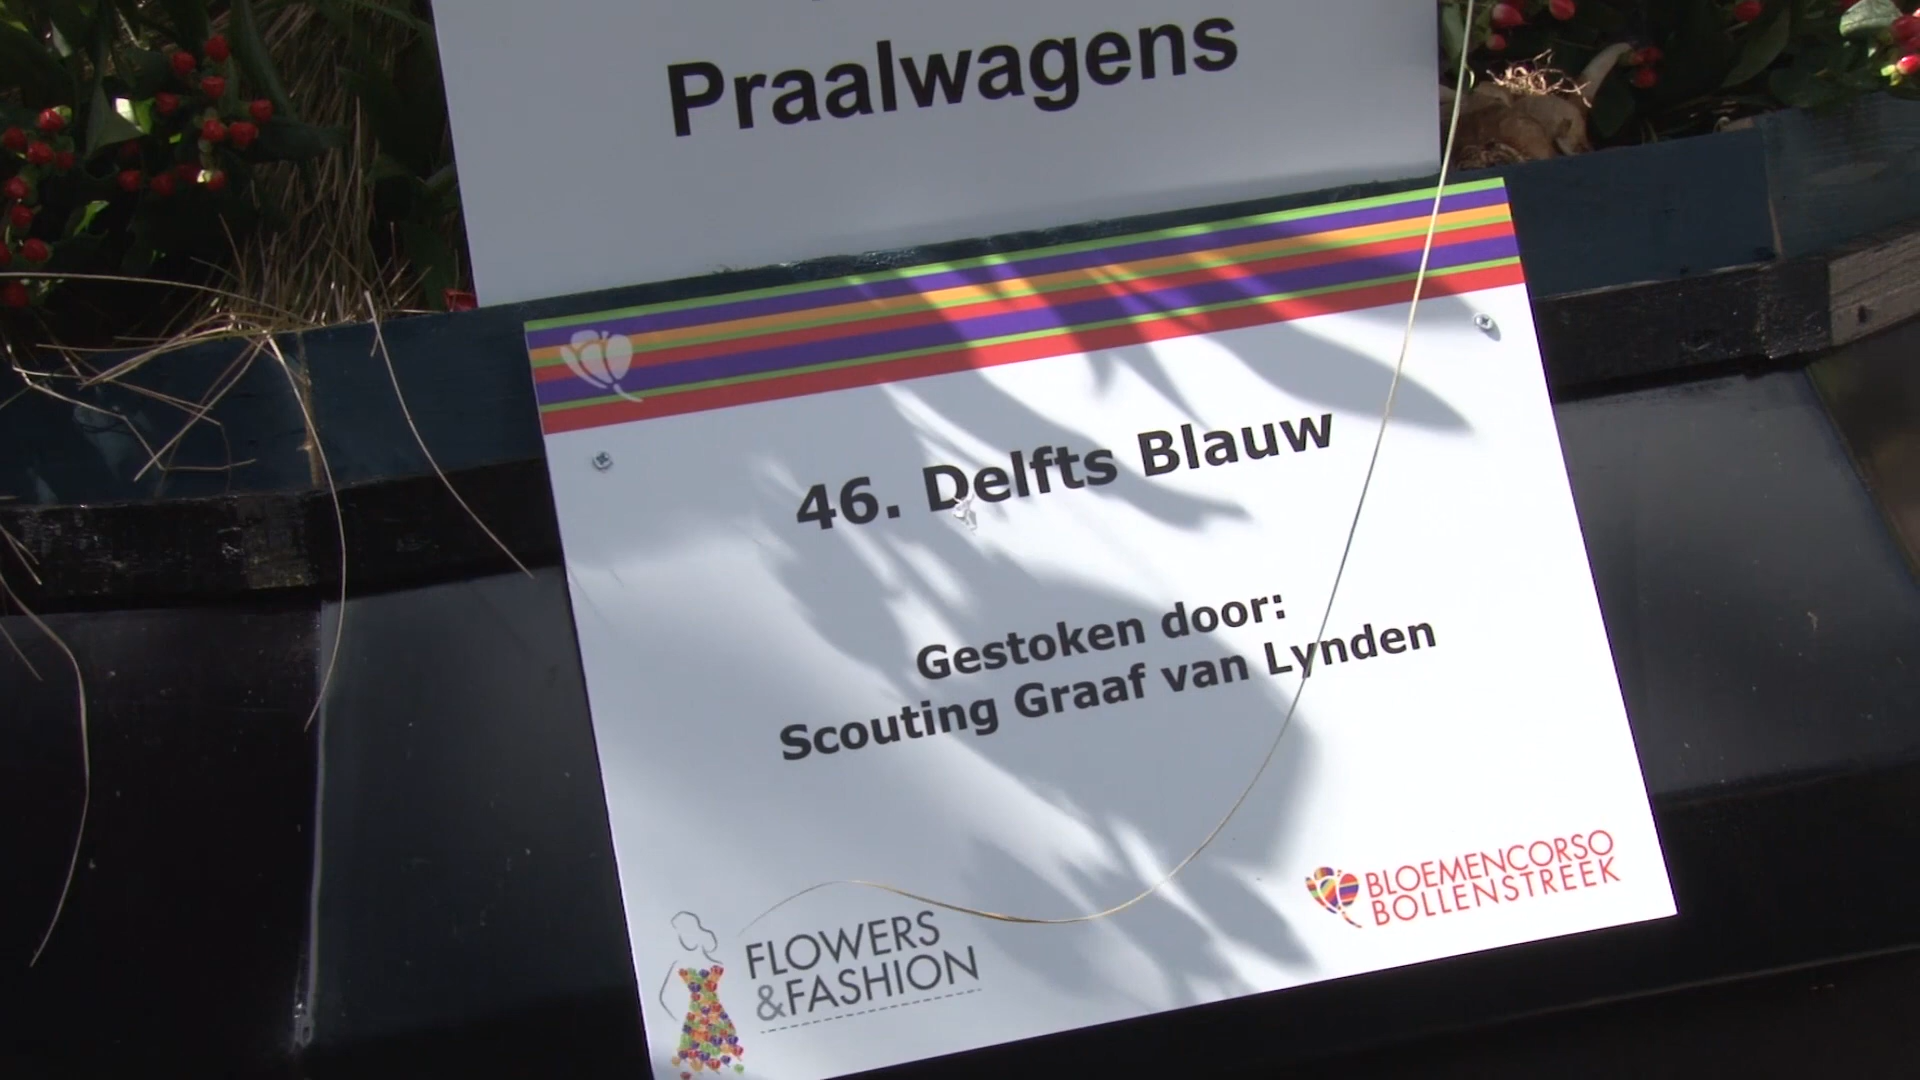 Praalwagens
46. Delfts Blauw
Gestoken door:
Scouting Graaf van Lynden
FLOWERS
&FASHION
BLOEMENCORSO
BOLLENSTREEK